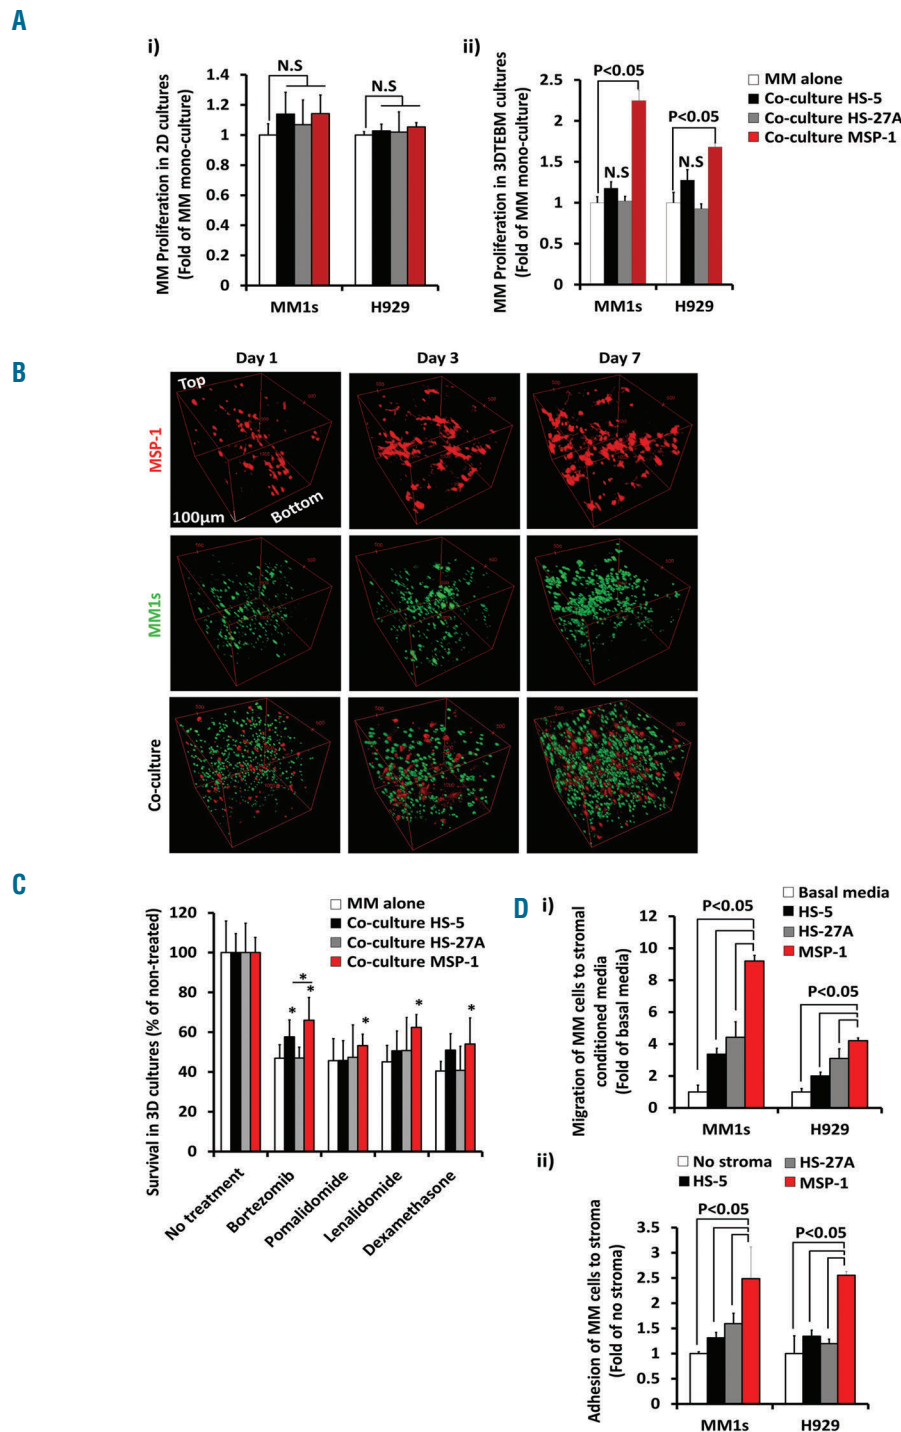 A
i)
1.4
1.2
1
0.8
0.6
0.4
0.2
0
MM Proliferation in 2D cultures
(Fold of MM mono-culture)
N.S
N.S
MM1s
H929
ii)
2.5
2
1.5
1
0.5
0
MM Proliferation in 3DTEBM cultures
(Fold of MM mono-culture)
P<0.05
P<0.05
N.S
N.S
MM1s
H929
MM alone
Co-culture HS-5
Co-culture HS-27A
Co-culture MSP-1
B
Day 1
Day 3
Day 7
MSP-1
Top
Bottom
100µm
MM1s
Co-culture
C
MM alone
Co-culture HS-5
Co-culture HS-27A
Co-culture MSP-1
120
100
80
60
40
20
0
Survival in 3D cultures (% of non-treated)
*
*
*
*
*
*
No treatment
Bortezomib
Pomalidomide
Lenalidomide
Dexamethasone
D
i)
Basal media
HS-5
HS-27A
MSP-1
12
10
8
6
4
2
0
Migration of MM cells to stromal
conditioned media
(Fold of basal media)
P<0.05
P<0.05
MM1s
H929
ii)
No stroma
HS-27A
HS-5
MSP-1
3.5
3
2.5
2
1.5
1
0.5
0
Adhesion of MM cells to stroma
(Fold of no stroma)
P<0.05
P<0.05
MM1s
H929